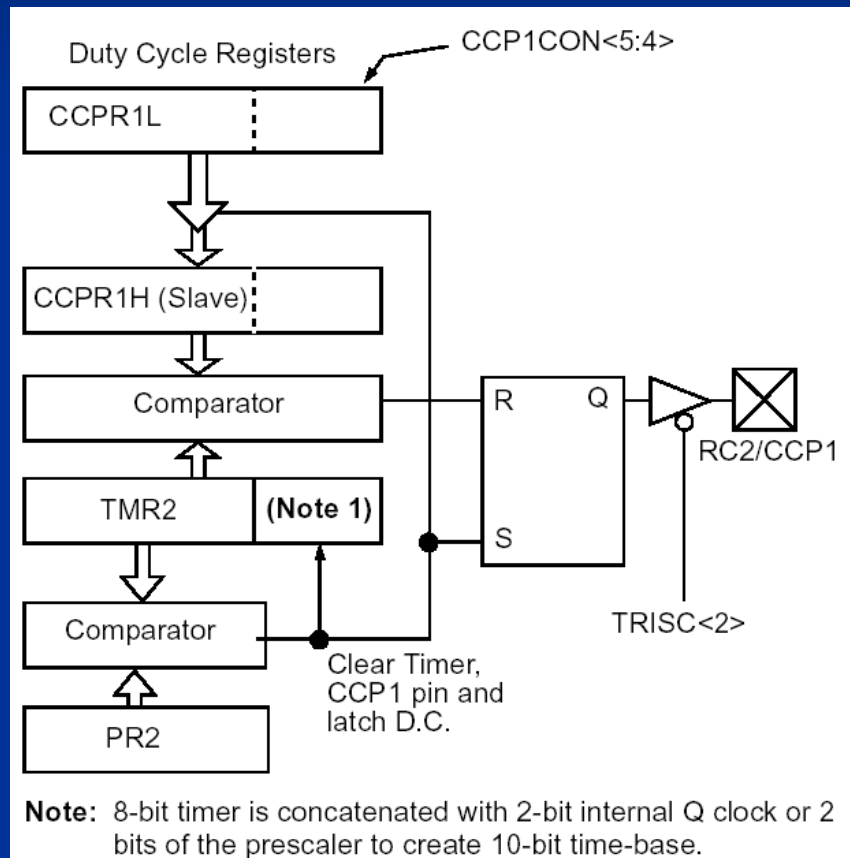 Duty Cycle Registers
CCP1CON<5:4>
CCPR1L
CCPR1H (Slave)
Comparator
R
Q
RC2/CCP1
TMR2
(Note 1)
S
TRISC<2>
Comparator
Clear Timer,
CCP1 pin and
latch D.C.
PR2
Note: 8-bit timer is concatenated with 2-bit internal Q clock or 2
bits of the prescaler to create 10-bit time-base.